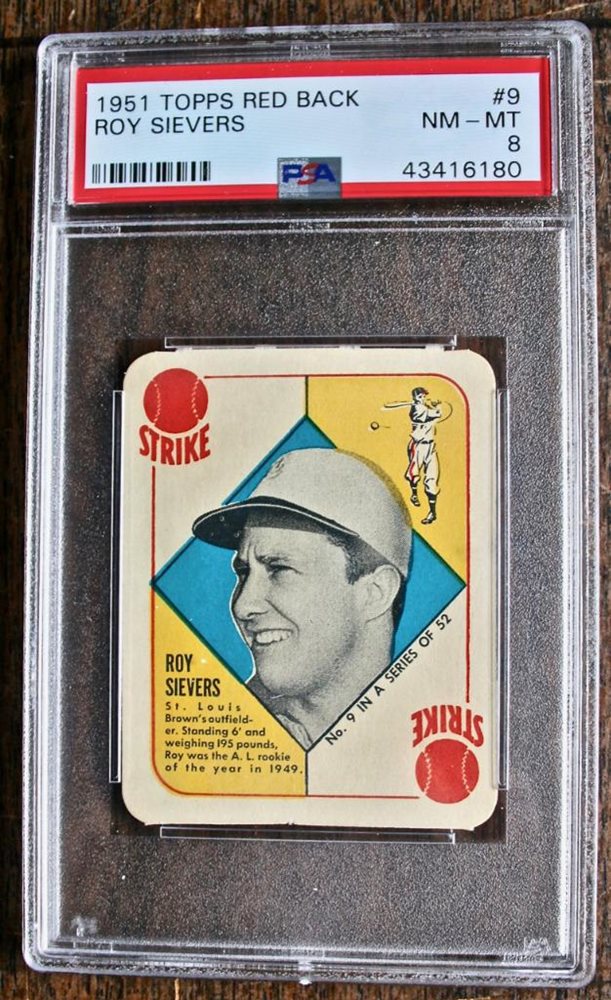 1951 TOPPS RED BACK #9
ROY SIEVERS NM - MT
8
PSA 43416180
STRIKE
ROY
SIEVERS
St. Louis
Brown's outfield-
er. Standing 6' and
weighing 195 pounds,
Roy was the A. L. rookie
of the year in 1949.
No. 9 IN A SERIES OF 52
STRIKE